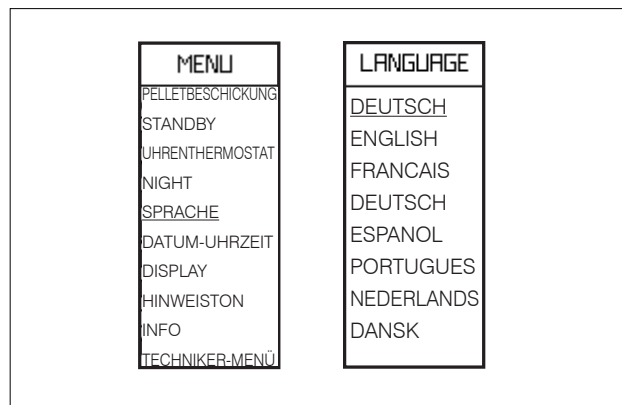 MENU
PELLETBESCHICKUNG
STANDBY
UHRENTHERMOSTAT
NIGHT
SPRACHE
DATUM-UHRZEIT
DISPLAY
HINWEISTON
INFO
TECHNIKER-MENÜ
LANGUAGE
DEUTSCH
ENGLISH
FRANCAIS
DEUTSCH
ESPANOL
PORTUGUES
NEDERLANDS
DANSK